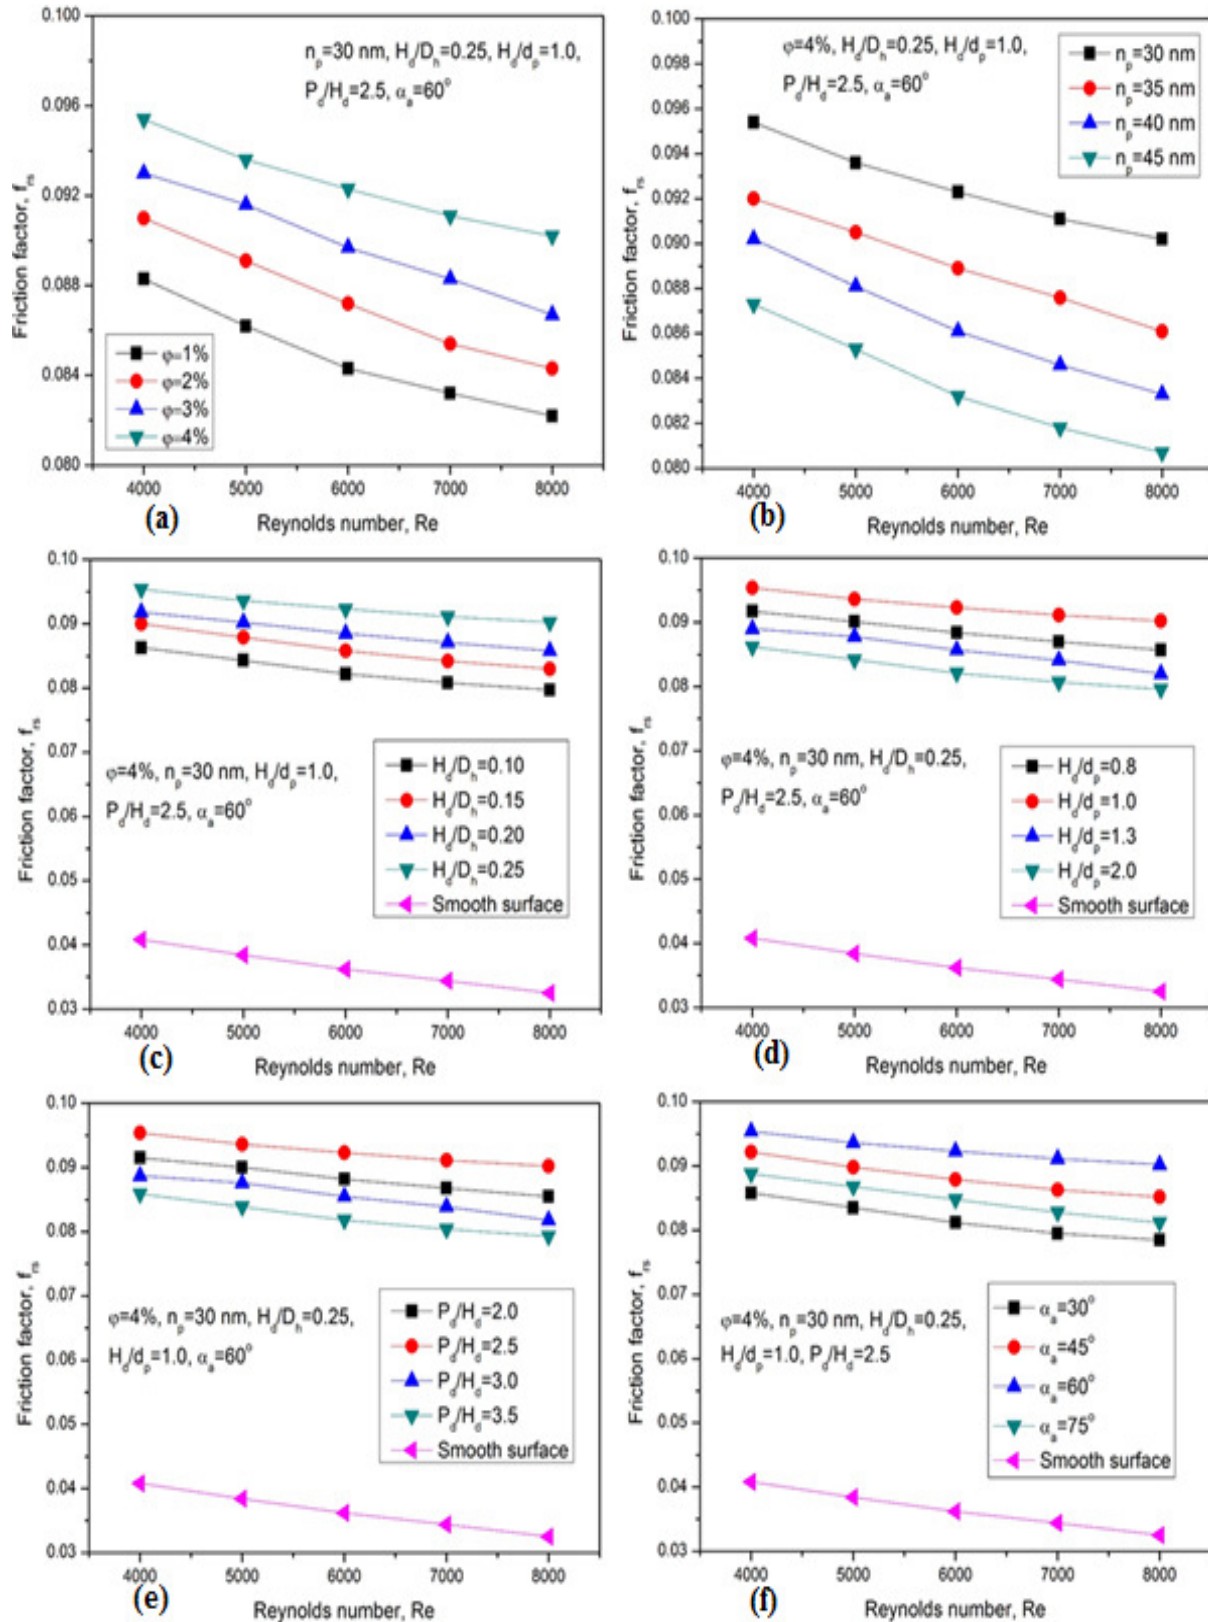 0.100
0.096
0.092
0.088
0.084
0.080
Friction factor, f_rs
n_p=30 nm, H_d/D_h=0.25, H_d/d_p=1.0,
P_d/H_d=2.5, α_a=60°
φ=1%
φ=2%
φ=3%
φ=4%
4000 5000 6000 7000 8000
(a)
Reynolds number, Re
0.100
0.098
0.096
0.094
0.092
0.090
0.088
0.086
0.084
0.082
0.080
Friction factor, f_rs
φ=4%, H_d/D_h=0.25, H_d/d_p=1.0,
P_d/H_d=2.5, α_a=60°
n_p=30 nm
n_p=35 nm
n_p=40 nm
n_p=45 nm
4000 5000 6000 7000 8000
(b)
Reynolds number, Re
0.10
0.09
0.08
0.07
0.06
0.05
0.04
0.03
Friction factor, f_rs
φ=4%, n_p=30 nm, H_d/d_p=1.0,
P_d/H_d=2.5, α_a=60°
H_d/D_h=0.10
H_d/D_h=0.15
H_d/D_h=0.20
H_d/D_h=0.25
Smooth surface
4000 5000 6000 7000 8000
(c)
Reynolds number, Re
0.10
0.09
0.08
0.07
0.06
0.05
0.04
0.03
Friction factor, f_rs
φ=4%, n_p=30 nm, H_d/D_h=0.25,
P_d/H_d=2.5, α_a=60°
H_d/d_p=0.8
H_d/d_p=1.0
H_d/d_p=1.3
H_d/d_p=2.0
Smooth surface
4000 5000 6000 7000 8000
(d)
Reynolds number, Re
0.10
0.09
0.08
0.07
0.06
0.05
0.04
0.03
Friction factor, f_rs
φ=4%, n_p=30 nm, H_d/D_h=0.25,
H_d/d_p=1.0, α_a=60°
P_d/H_d=2.0
P_d/H_d=2.5
P_d/H_d=3.0
P_d/H_d=3.5
Smooth surface
4000 5000 6000 7000 8000
(e)
Reynolds number, Re
0.10
0.09
0.08
0.07
0.06
0.05
0.04
0.03
Friction factor, f_rs
φ=4%, n_p=30 nm, H_d/D_h=0.25,
H_d/d_p=1.0, P_d/H_d=2.5
α_a=30°
α_a=45°
α_a=60°
α_a=75°
Smooth surface
4000 5000 6000 7000 8000
(f)
Reynolds number, Re